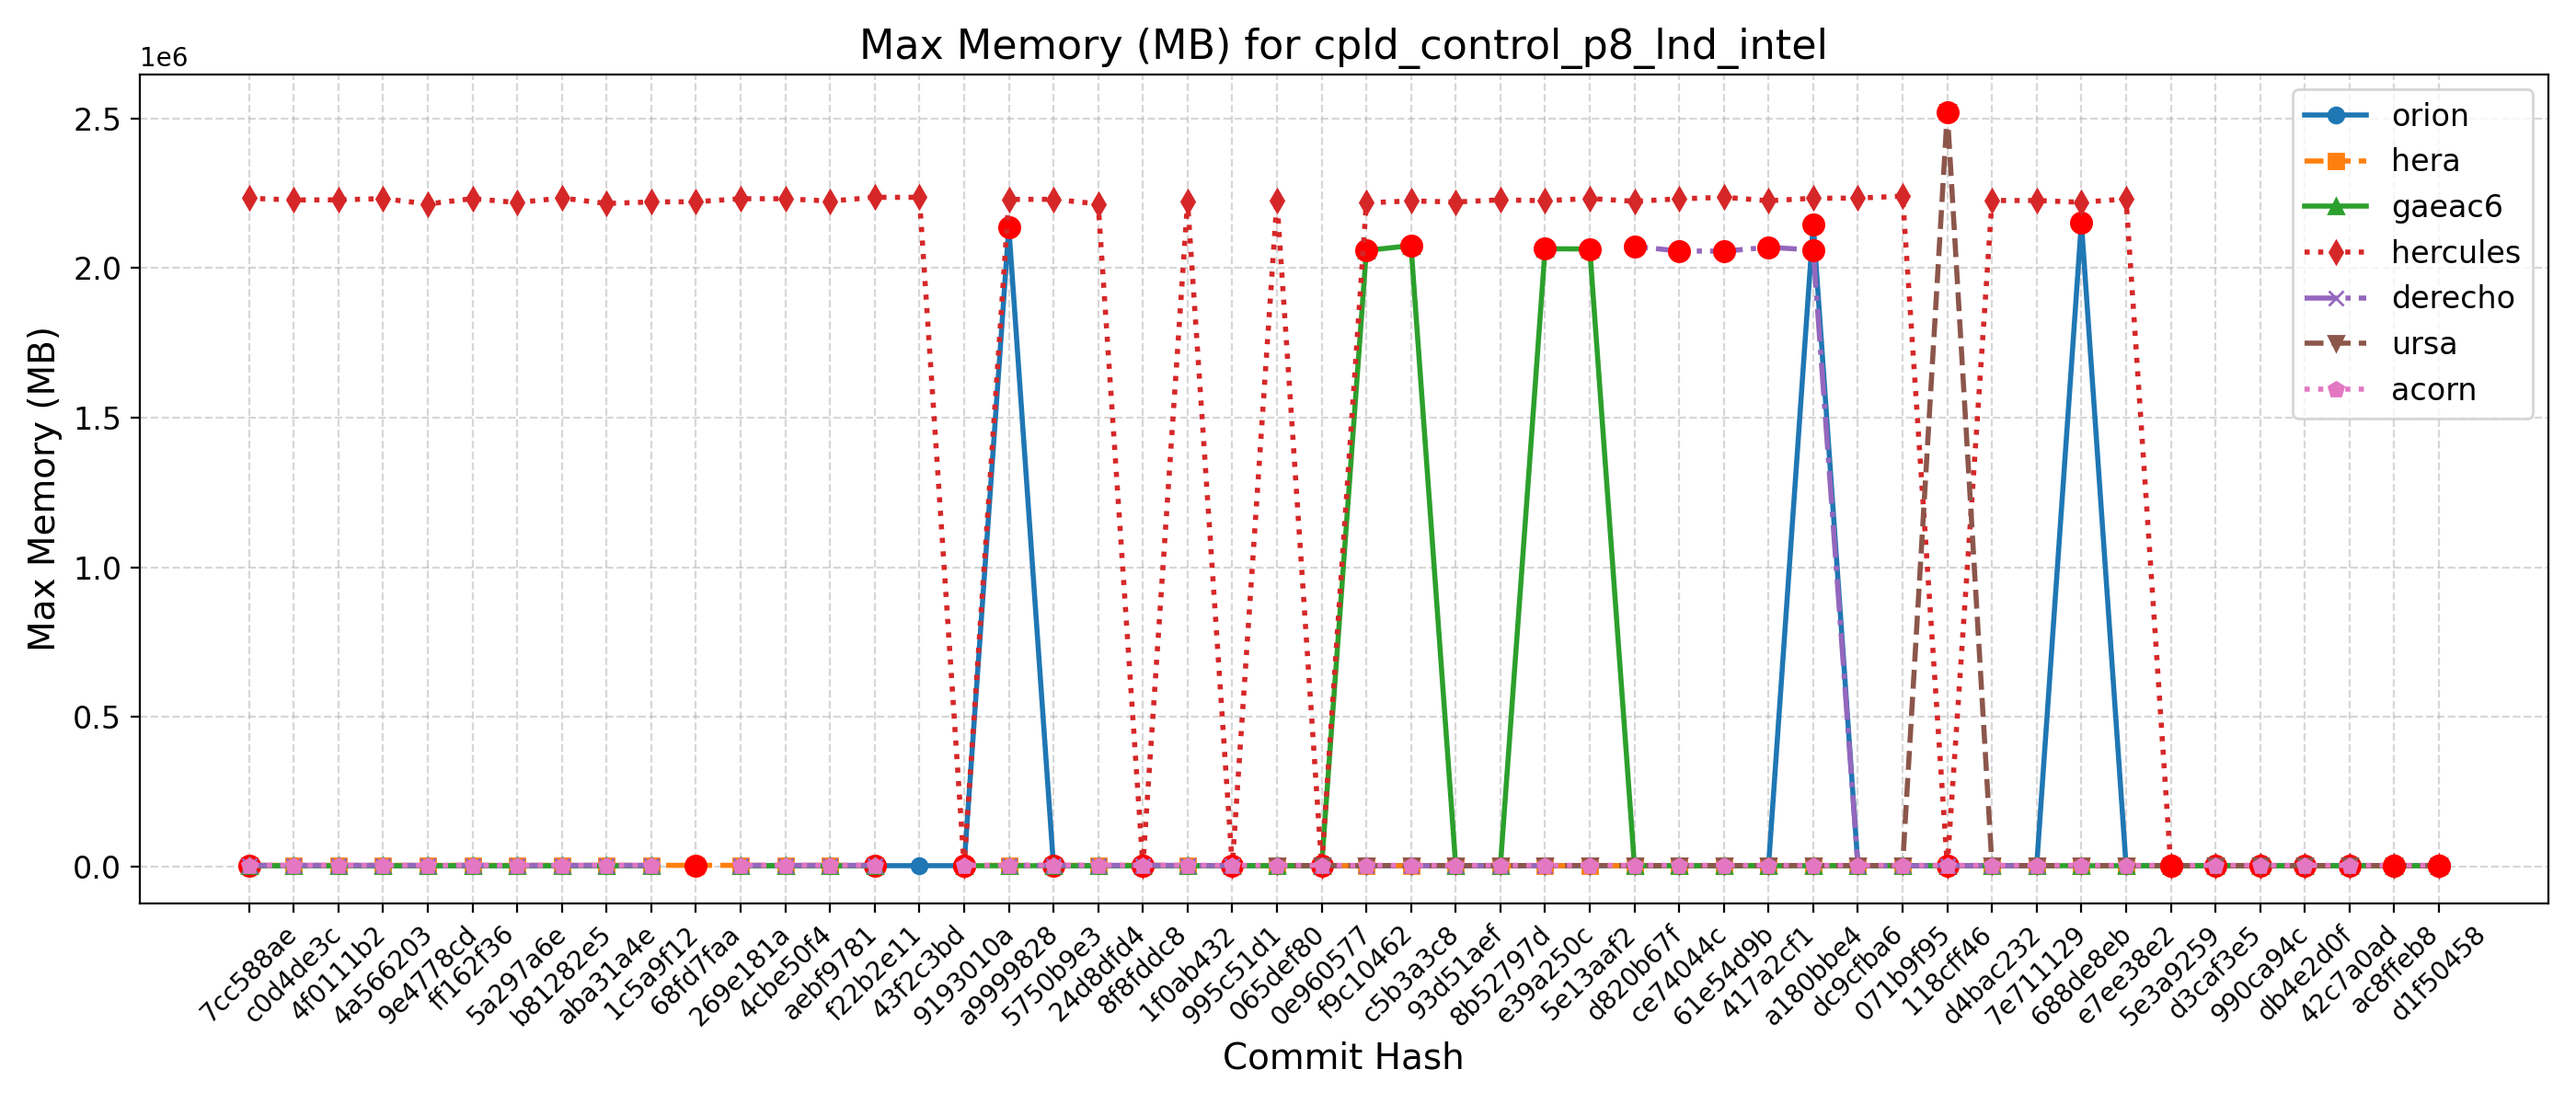 Max Memory (MB) for cpld_control_p8_lnd_intel
1e6
2.5
2.0
1.5
1.0
0.5
0.0
Max Memory (MB)
orion
hera
gaeac6
hercules
derecho
ursa
acorn
7cc588ae
c0d4de3c
4f0111b2
4a566203
9e4778cd
ff162f36
5a297a6e
b81282e5
aba31a4e
1c5a9f12
68fd7faa
269e181a
4cbe50f4
aebf9781
f22b2e11
43f2c3bd
9193010a
a9999828
5750b9e3
24d8dfd4
8f8fddc8
1f0ab432
995c51d1
065def80
0e960577
f9c10462
c5b3a3c8
93d51aef
8b52797d
e39a250c
5e13aaf2
d820b67f
ce74044c
61e54d9b
417a2cf1
a180bbe4
dc9cfba6
071b9f95
118cff46
d4bac232
7e711129
688de8eb
e7ee38e2
5e3a9259
d3caf3e5
990ca94c
db4e2d0f
42c7a0ad
ac8ffeb8
d1f50458
Commit Hash